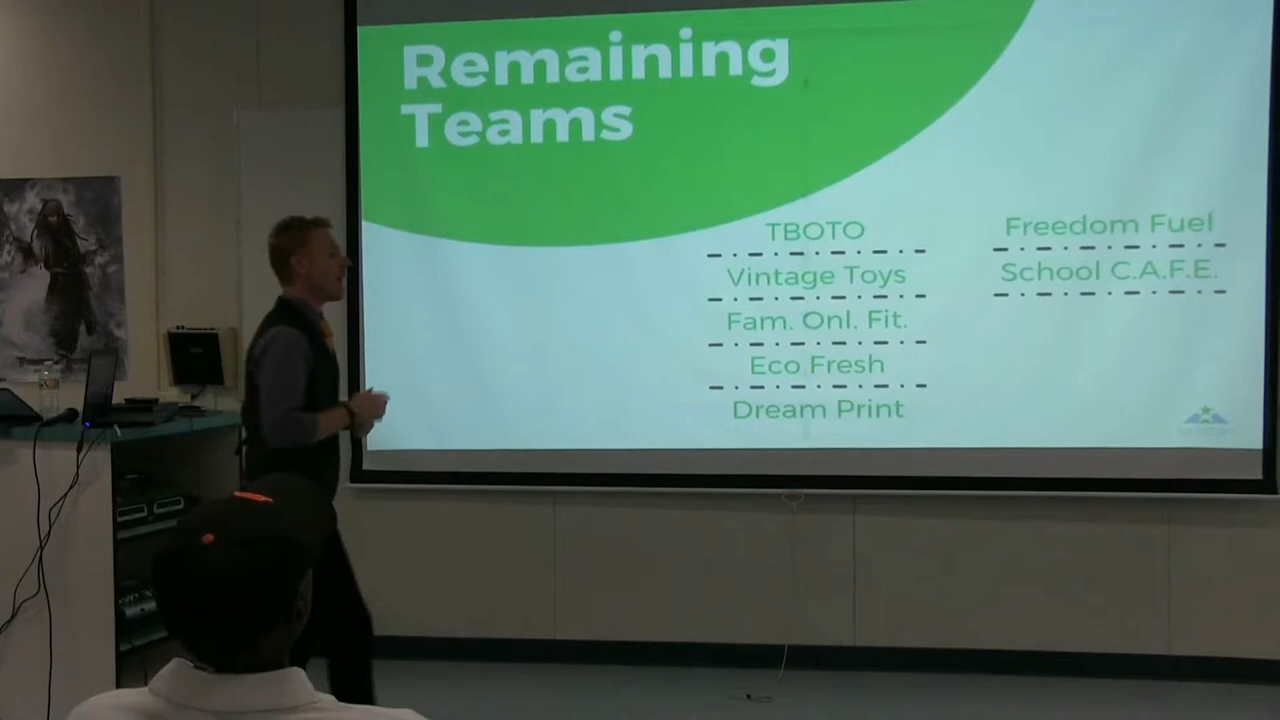 Remaining
Teams
TBOTO
Vintage Toys
Fam. Onl. Fit.
Eco Fresh
Dream Print
Freedom Fuel
School C.A.F.E.